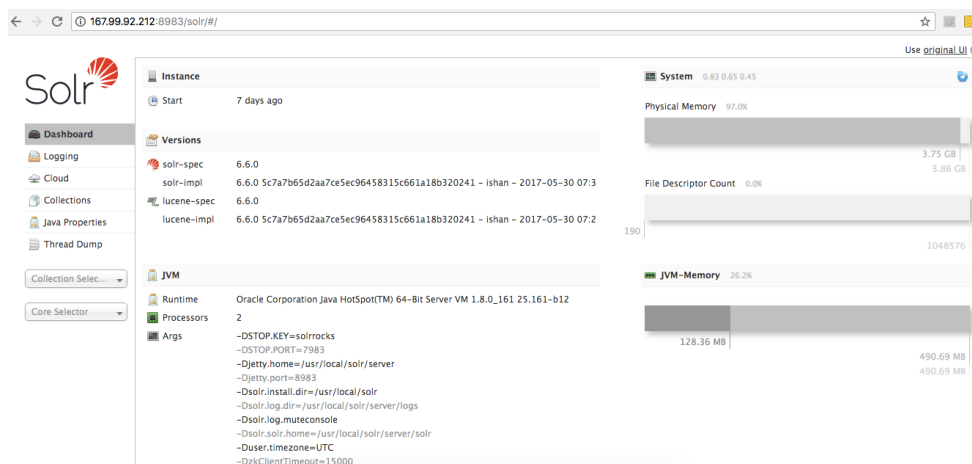 167.99.92.212:8983/solr/#/
Use original UI
Solr
Dashboard
Logging
Cloud
Collections
Java Properties
Thread Dump
Collection Selec...
Core Selector
Instance
Start 7 days ago
Versions
solr-spec 6.6.0
solr-impl 6.6.0 5c7a7b65d2aa7ce5ec96458315c661a18b320241 - ishan - 2017-05-30 07:3
lucene-spec 6.6.0
lucene-impl 6.6.0 5c7a7b65d2aa7ce5ec96458315c661a18b320241 - ishan - 2017-05-30 07:2
JVM
Runtime Oracle Corporation Java HotSpot(TM) 64-Bit Server VM 1.8.0_161 25.161-b12
Processors 2
Args -DSTOP.KEY=solrrocks
-DSTOP.PORT=7983
-Djetty.home=/usr/local/solr/server
-Djetty.port=8983
-Dsolr.install.dir=/usr/local/solr
-Dsolr.log.dir=/usr/local/solr/server/logs
-Dsolr.log.muteconsole
-Dsolr.solr.home=/usr/local/solr/server/solr
-Duser.timezone=UTC
-DzkClientTimeout=15000
System 0.83 0.65 0.45
Physical Memory 97.0%
3.75 GB
3.86 GB
File Descriptor Count 0.0%
190
1048576
JVM-Memory 26.2%
128.36 MB
490.69 MB
490.69 MB